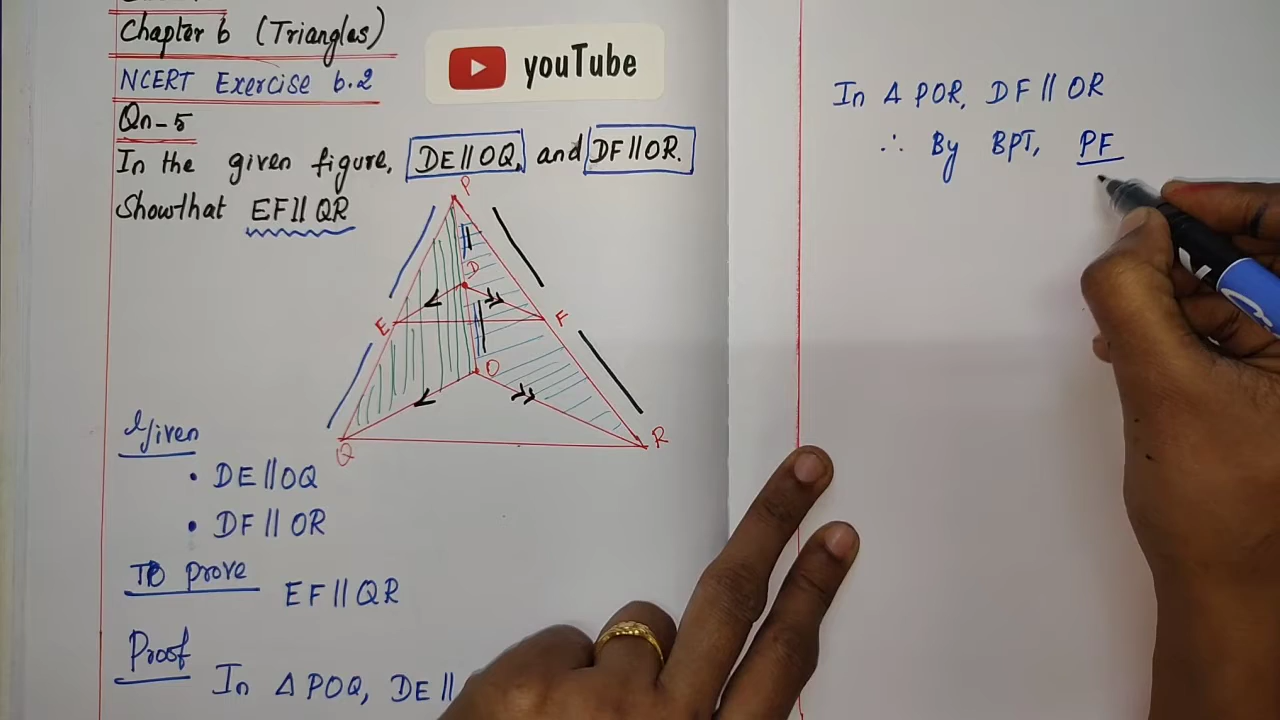 Chapter 6 (Triangles)
NCERT Exercise 6.2
Qn-5
In the given figure, DE||OQ, and DF||OR.
Show that EF||QR
YouTube
P
D
E
F
O
Q
R
Given
• DE||OQ
• DF||OR
To prove
EF||QR
Proof
In Δ POQ, DE||
In Δ POR, DF||OR
∴ By BPT, PF